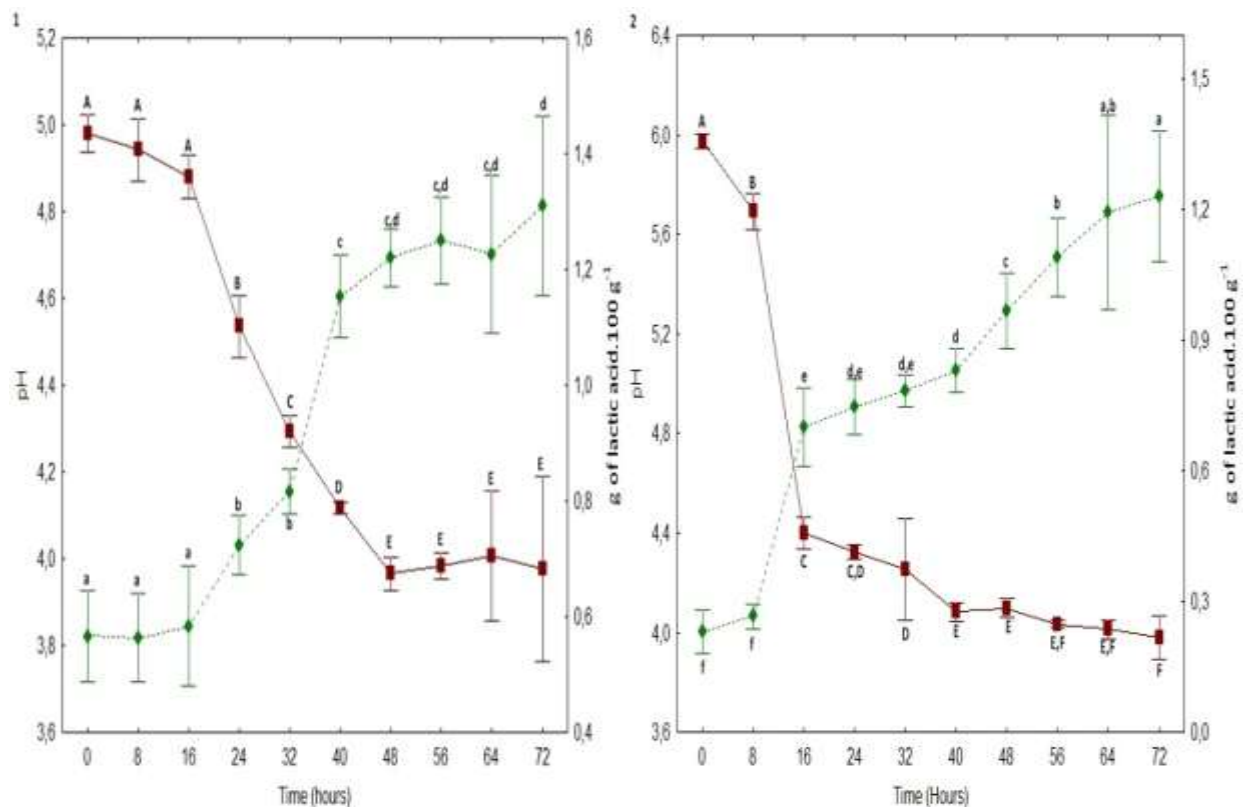 1
5,2
5,0
4,8
4,6
4,4
4,2
4,0
3,8
3,6
pH
A
A
A
B
C
D
E
E
E
E
a
a
a
b
b
c
c,d
c,d
c,d
d
1,6
1,4
1,2
1,0
0,8
0,6
0,4
g of lactic acid.100 g⁻¹
0 8 16 24 32 40 48 56 64 72
Time (hours)
2
6,4
6,0
5,6
5,2
4,8
4,4
4,0
3,6
pH
A
B
C
C,D
D
E
E
E,F
E,F
F
f
f
e
d,e
d,e
d
c
b
a,b
a
1,5
1,2
0,9
0,6
0,3
0,0
g of lactic acid.100 g⁻¹
0 8 16 24 32 40 48 56 64 72
Time (Hours)